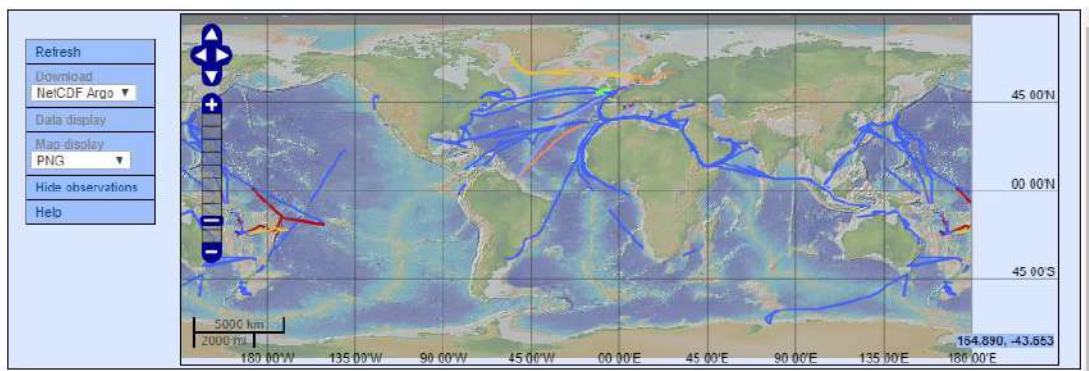 Refresh
Download
NetCDF Argo
Data display
Map display
PNG
Hide observations
Help
45 00'N
00 00'N
45 00'S
5000 km
2000 mi
164.890, -43.653
180 00'W
135 00'W
90 00'W
45 00'W
00 00'E
45 00'E
90 00'E
135 00'E
180 00'E